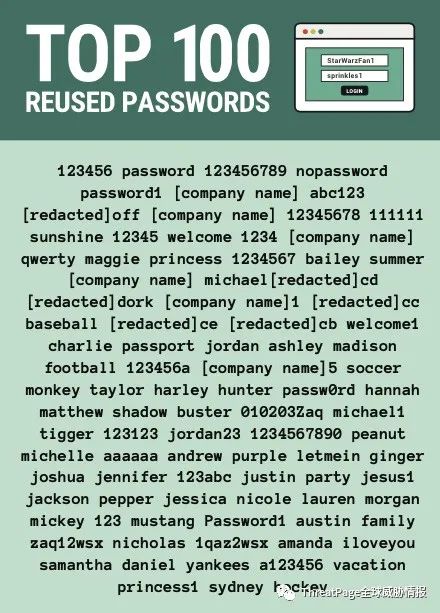 TOP 100
REUSED PASSWORDS
StarWarzFan1
sprinkles1
LOGIN
123456 password 123456789 nopassword
password1 [company name] abc123
[redacted]off [company name] 12345678 111111
sunshine 12345 welcome 1234 [company name]
qwerty maggie princess 1234567 bailey summer
[company name] michael[redacted]cd
[redacted]dork [company name]1 [redacted]cc
baseball [redacted]ce [redacted]cb welcome1
charlie passport jordan ashley madison
football 123456a [company name]5 soccer
monkey taylor harley hunter passw0rd hannah
matthew shadow buster 010203Zaq michael1
tigger 123123 jordan23 1234567890 peanut
michelle aaaaaa andrew purple letmein ginger
joshua jennifer 123abc justin party jesus1
jackson pepper jessica nicole lauren morgan
mickey 123 mustang Password1 austin family
zaq12wsx nicholas 1qaz2wsx amanda iloveyou
samantha daniel yankees a123456 vacation
princess1 sydney hockey
ThreatPage全球威胁情报